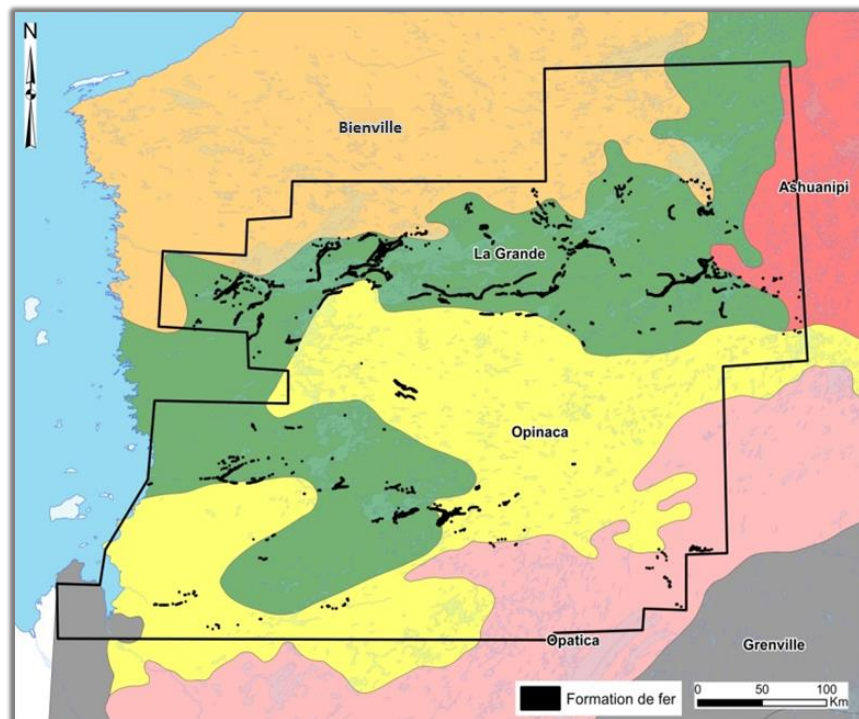 N
Bienville
Ashuanipi
La Grande
Opinaca
Opatica
Grenville
Formation de fer
0 50 100
Km